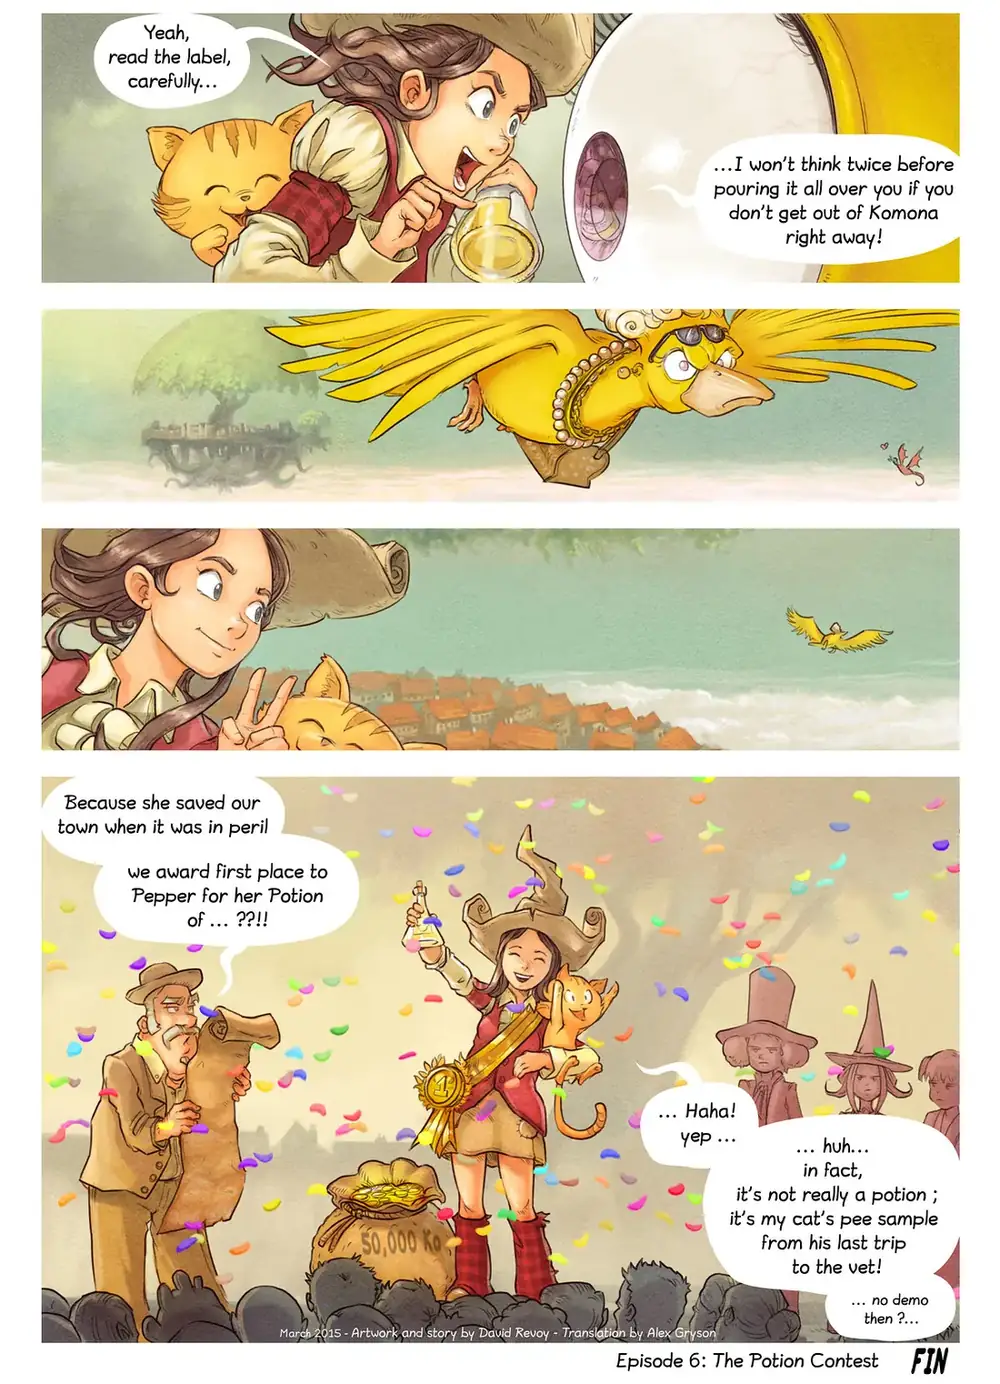 Yeah,
read the label,
carefully...
...I won't think twice before
pouring it all over you if you
don't get out of Komona
right away!
Because she saved our
town when it was in peril
we award first place to
Pepper for her Potion
of ... ??!!
1
50,000 Ko
... Haha!
yep ...
... huh...
in fact,
it's not really a potion ;
it's my cat's pee sample
from his last trip
to the vet!
... no demo
then ?...
March 2015 - Artwork and story by David Revoy - Translation by Alex Gryson
Episode 6: The Potion Contest FIN